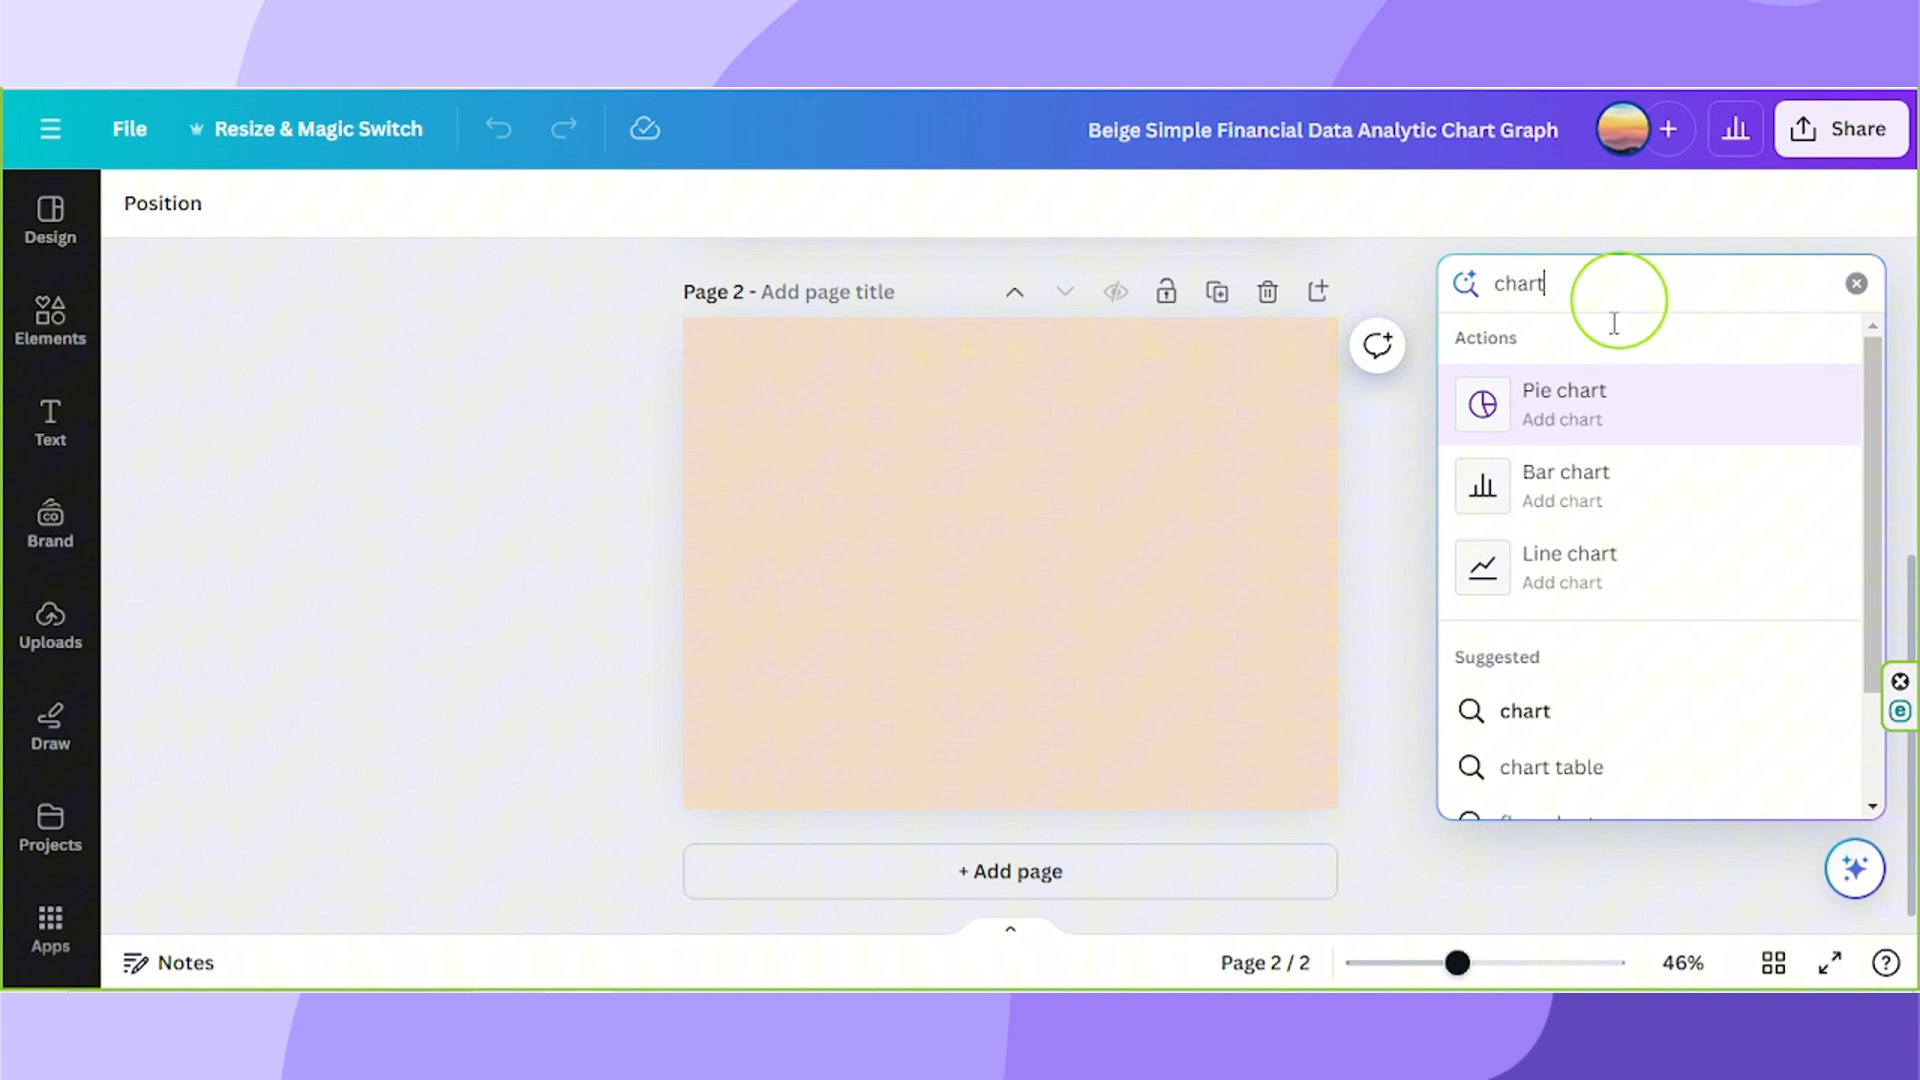 File
Resize & Magic Switch
Beige Simple Financial Data Analytic Chart Graph
Share
Position
Design
Elements
Text
Brand
Uploads
Draw
Projects
Apps
Page 2 - Add page title
chart
Actions
Pie chart
Add chart
Bar chart
Add chart
Line chart
Add chart
Suggested
chart
chart table
+ Add page
Notes
Page 2 / 2
46%